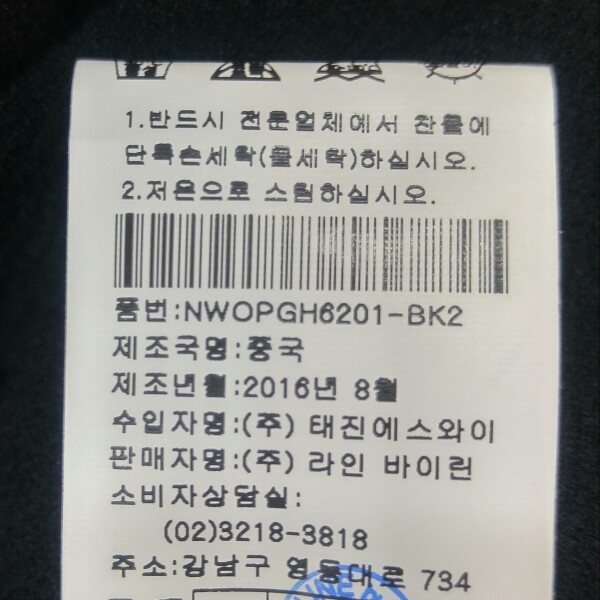 1.반드시 전문업체에서 찬물에
단독손세탁(물세탁)하십시오.
2.저온으로 스팀하십시오.
품번:NWOPGH6201-BK2
제조국명:중국
제조년월:2016년 8월
수입자명:(주) 태진에스와이
판매자명:(주) 라인 바이린
소비자상담실:
(02)3218-3818
주소:강남구 영동대로 734